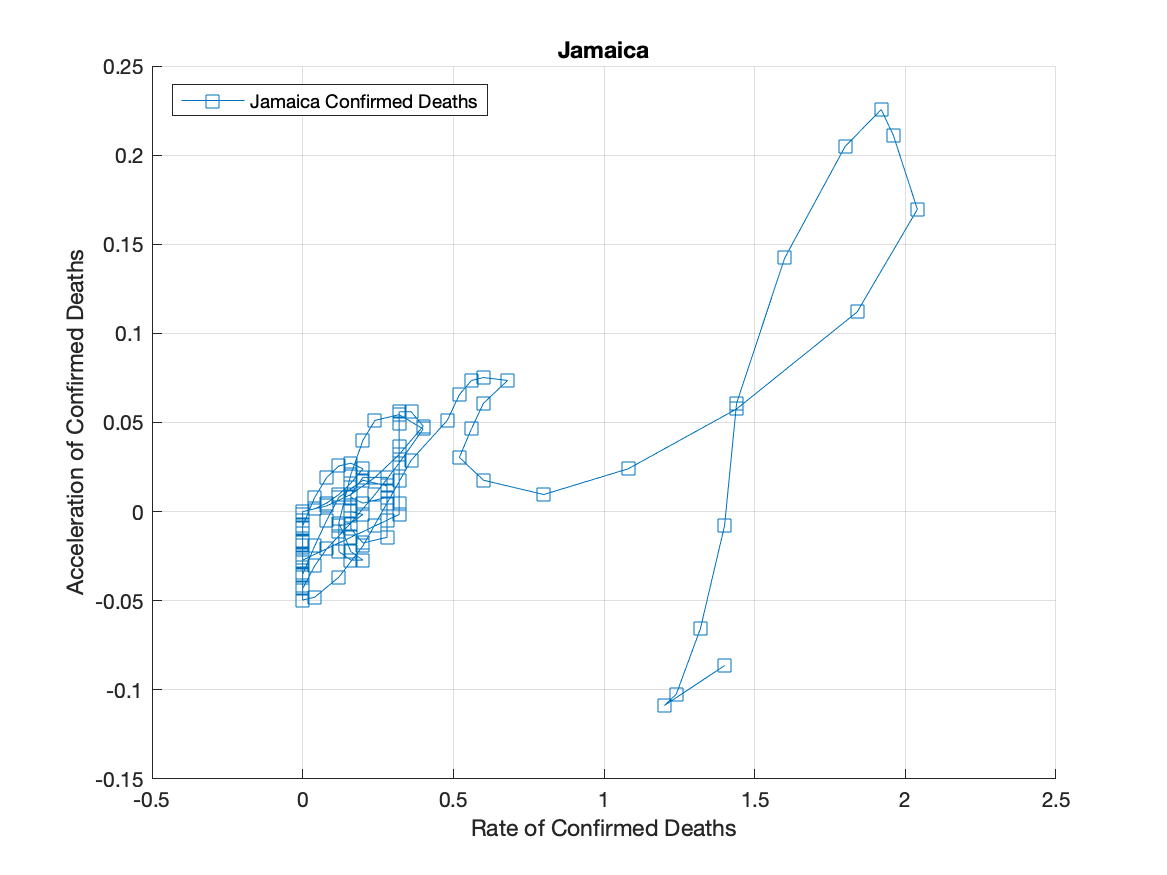 Jamaica
0.25
Jamaica Confirmed Deaths
0.2
0.15
0.1
0.05
0
-0.05
-0.1
-0.15
Acceleration of Confirmed Deaths
-0.5 0 0.5 1 1.5 2 2.5
Rate of Confirmed Deaths